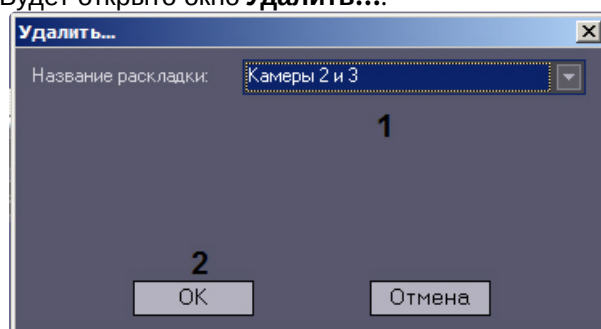 Будет открыто окно Удалить....
Удалить...
Название раскладки: Камеры 2 и 3
1
2
OK Отмена